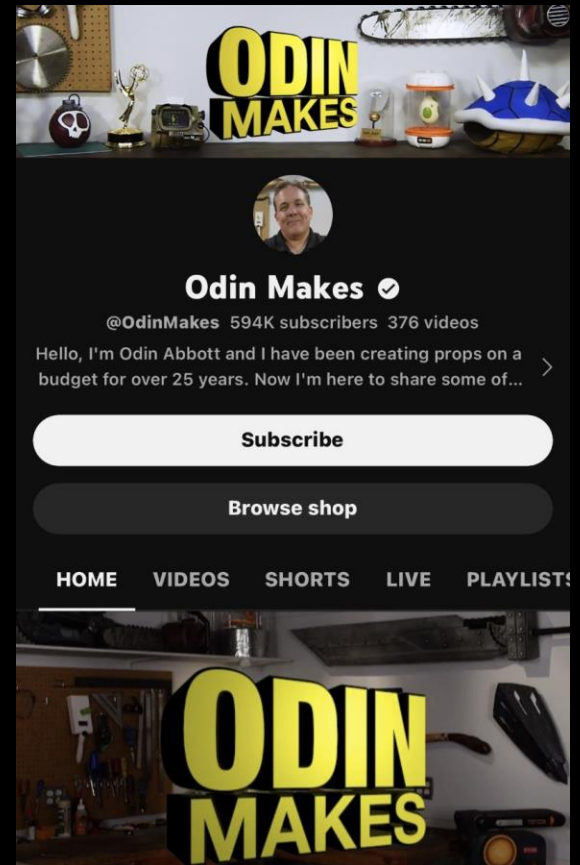 ODIN
MAKES
Odin Makes
@OdinMakes 594K subscribers 376 videos
Hello, I'm Odin Abbott and I have been creating props on a
budget for over 25 years. Now I'm here to share some of...
Subscribe
Browse shop
HOME VIDEOS SHORTS LIVE PLAYLISTS
ODIN
MAKES